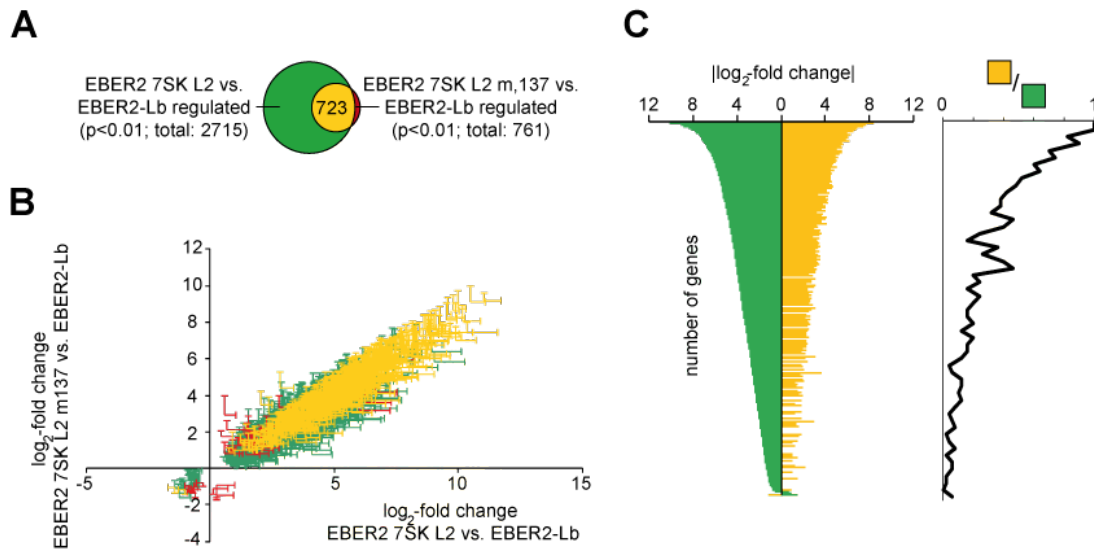 A
EBER2 7SK L2 vs.
EBER2-Lb regulated
(p<0.01; total: 2715)
723
EBER2 7SK L2 m,137 vs.
EBER2-Lb regulated
(p<0.01; total: 761)
B
log2-fold change
EBER2 7SK L2 m137 vs. EBER2-Lb
12
10
8
6
4
2
-2
-4
-5
5
10
15
log2-fold change
EBER2 7SK L2 vs. EBER2-Lb
C
|log2-fold change|
12 8 4 0 4 8 12
number of genes
/
0 1